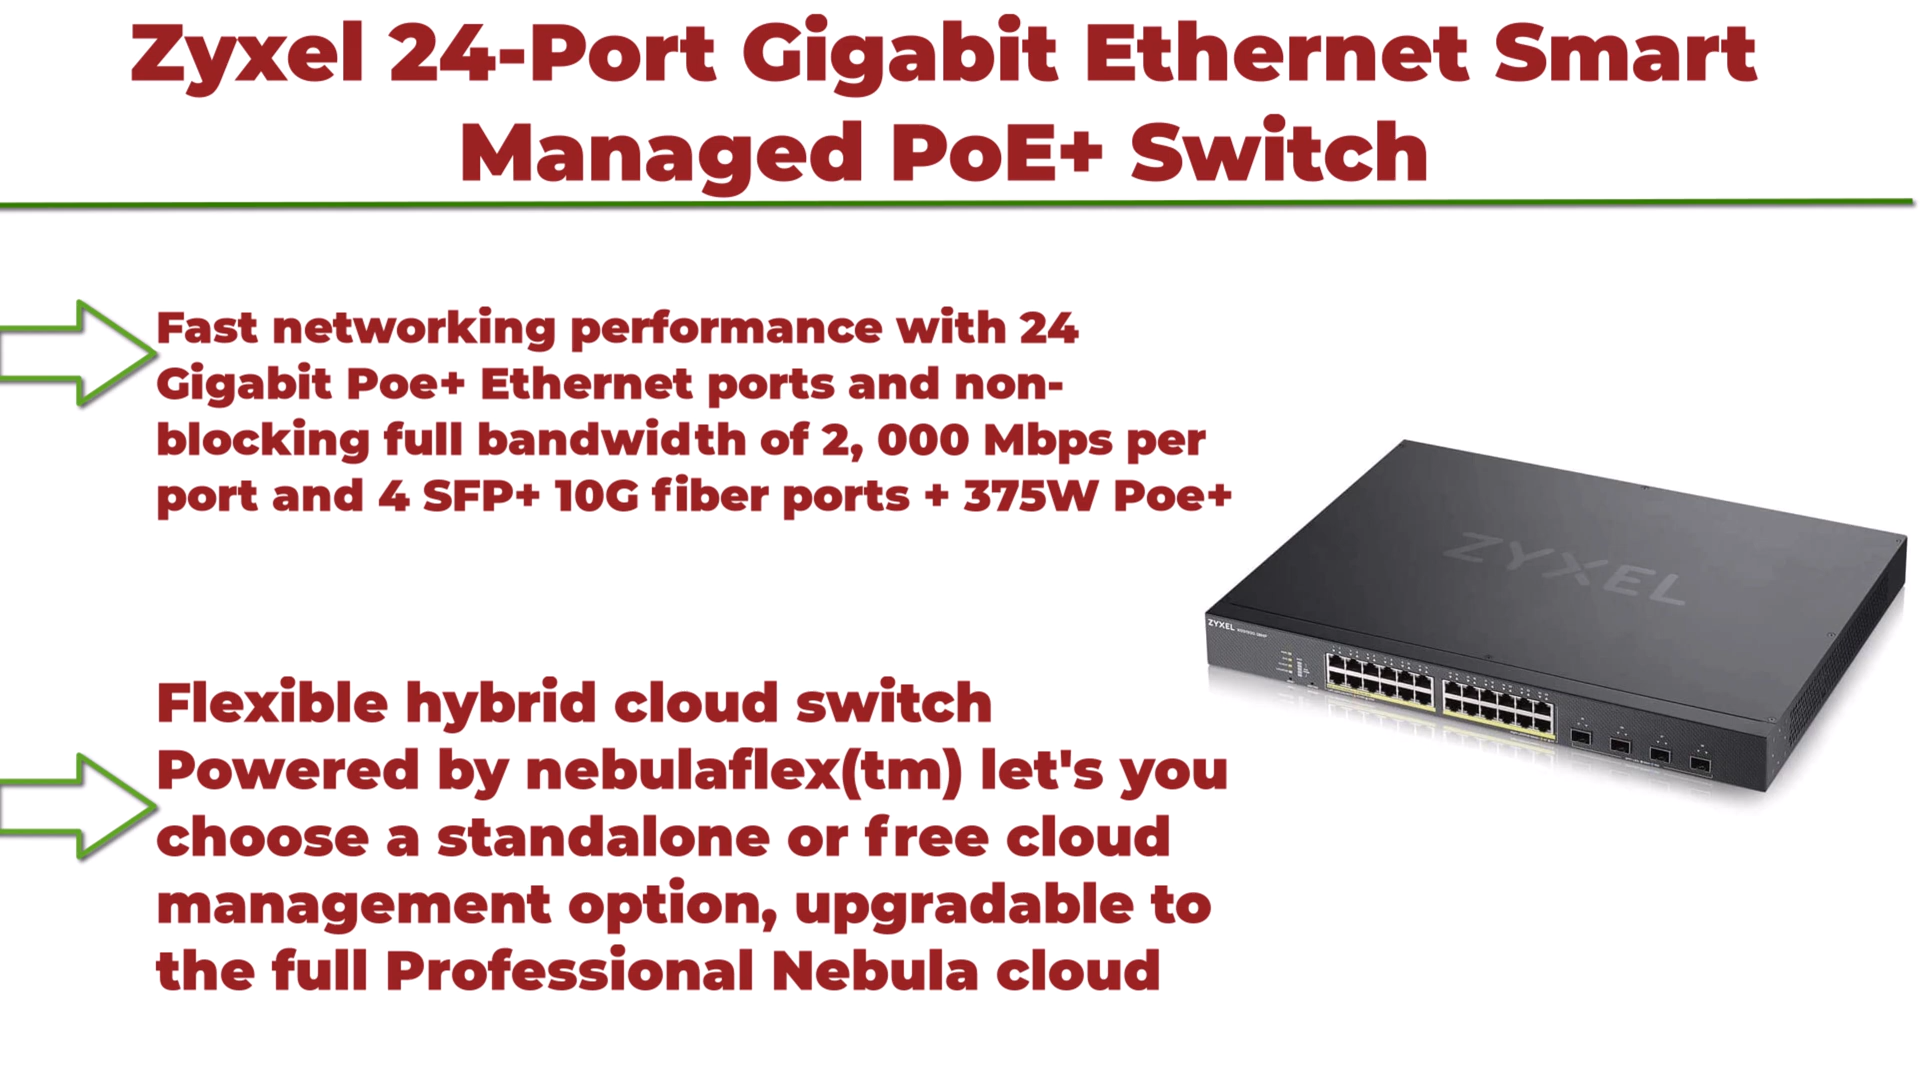 Zyxel 24-Port Gigabit Ethernet Smart
Managed PoE+ Switch
Fast networking performance with 24
Gigabit Poe+ Ethernet ports and non-
blocking full bandwidth of 2, 000 Mbps per
port and 4 SFP+ 10G fiber ports + 375W Poe+
ZYXEL
ZYXEL
Flexible hybrid cloud switch
Powered by nebulaflex(tm) let's you
choose a standalone or free cloud
management option, upgradable to
the full Professional Nebula cloud